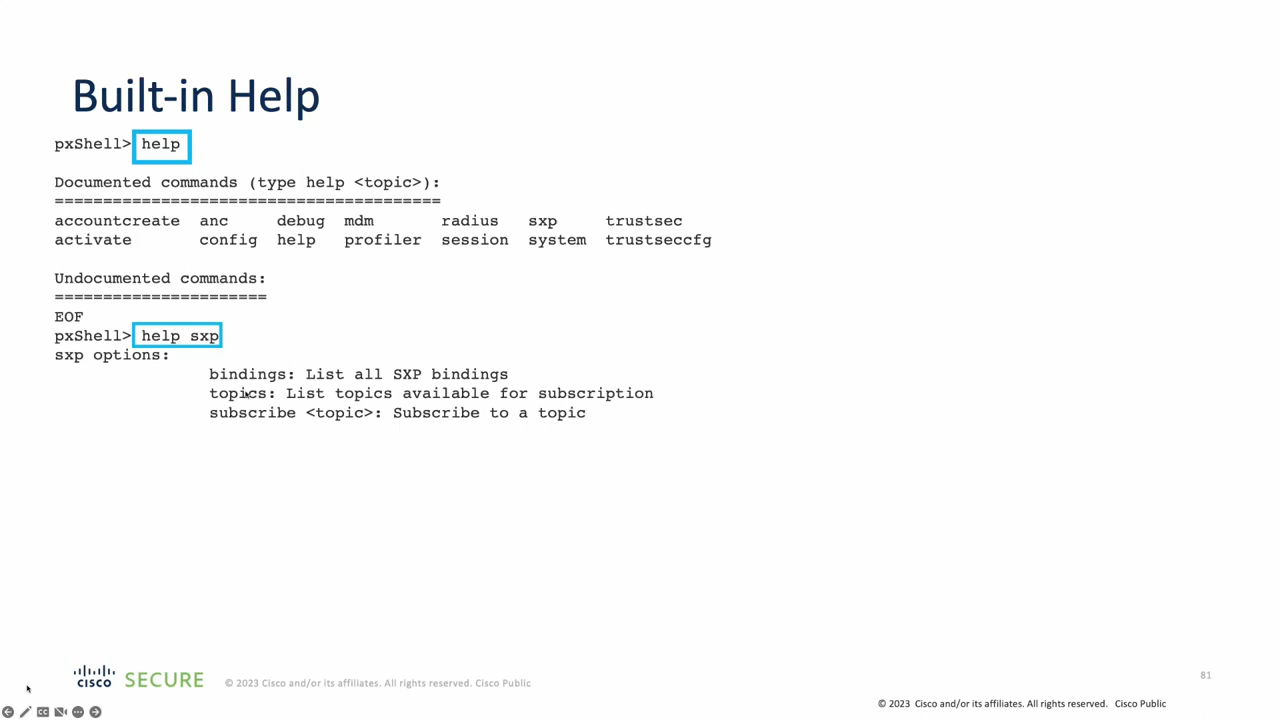 Built-in Help
pxShell> help
Documented commands (type help <topic>):
========================================
accountcreate  anc     debug  mdm       radius   sxp     trustsec
activate       config  help   profiler  session  system  trustseccfg
Undocumented commands:
======================
EOF
pxShell> help sxp
sxp options:
bindings: List all SXP bindings
topics: List topics available for subscription
subscribe <topic>: Subscribe to a topic
CISCO SECURE © 2023 Cisco and/or its affiliates. All rights reserved. Cisco Public
81
© 2023 Cisco and/or its affiliates. All rights reserved. Cisco Public
CC